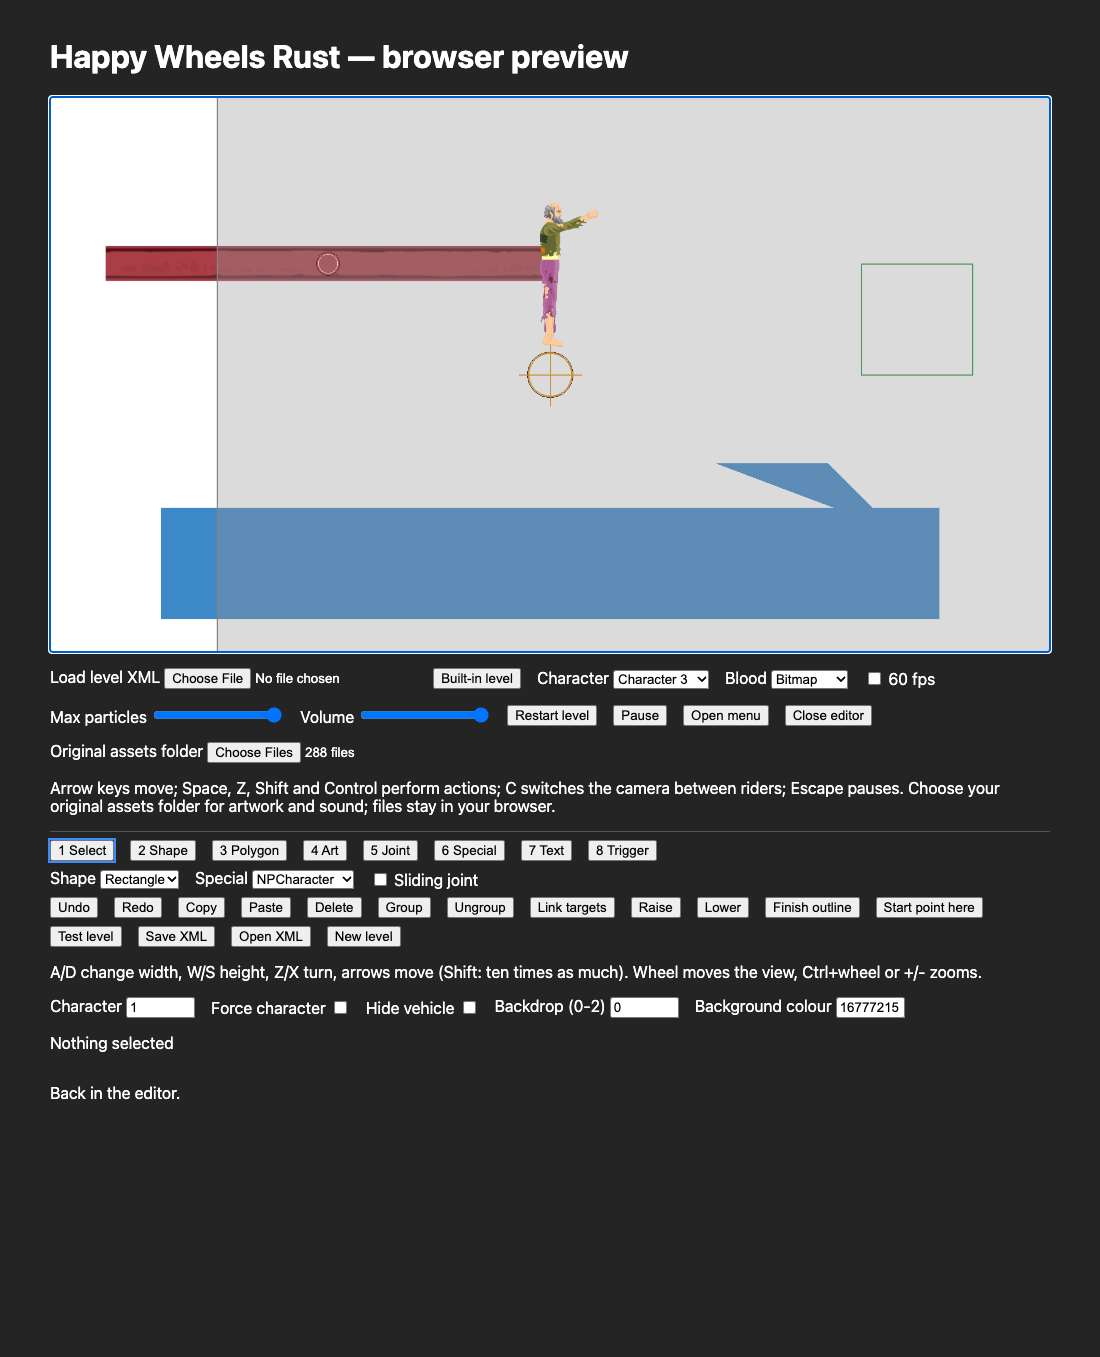 Happy Wheels Rust — browser preview
Load level XML Choose File No file chosen Built-in level Character Character 3 Blood Bitmap 60 fps
Max particles Volume Restart level Pause Open menu Close editor
Original assets folder Choose Files 288 files
Arrow keys move; Space, Z, Shift and Control perform actions; C switches the camera between riders; Escape pauses. Choose your
original assets folder for artwork and sound; files stay in your browser.
1 Select 2 Shape 3 Polygon 4 Art 5 Joint 6 Special 7 Text 8 Trigger
Shape Rectangle Special NPCharacter Sliding joint
Undo Redo Copy Paste Delete Group Ungroup Link targets Raise Lower Finish outline Start point here
Test level Save XML Open XML New level
A/D change width, W/S height, Z/X turn, arrows move (Shift: ten times as much). Wheel moves the view, Ctrl+wheel or +/- zooms.
Character 1 Force character Hide vehicle Backdrop (0-2) 0 Background colour 16777215
Nothing selected
Back in the editor.